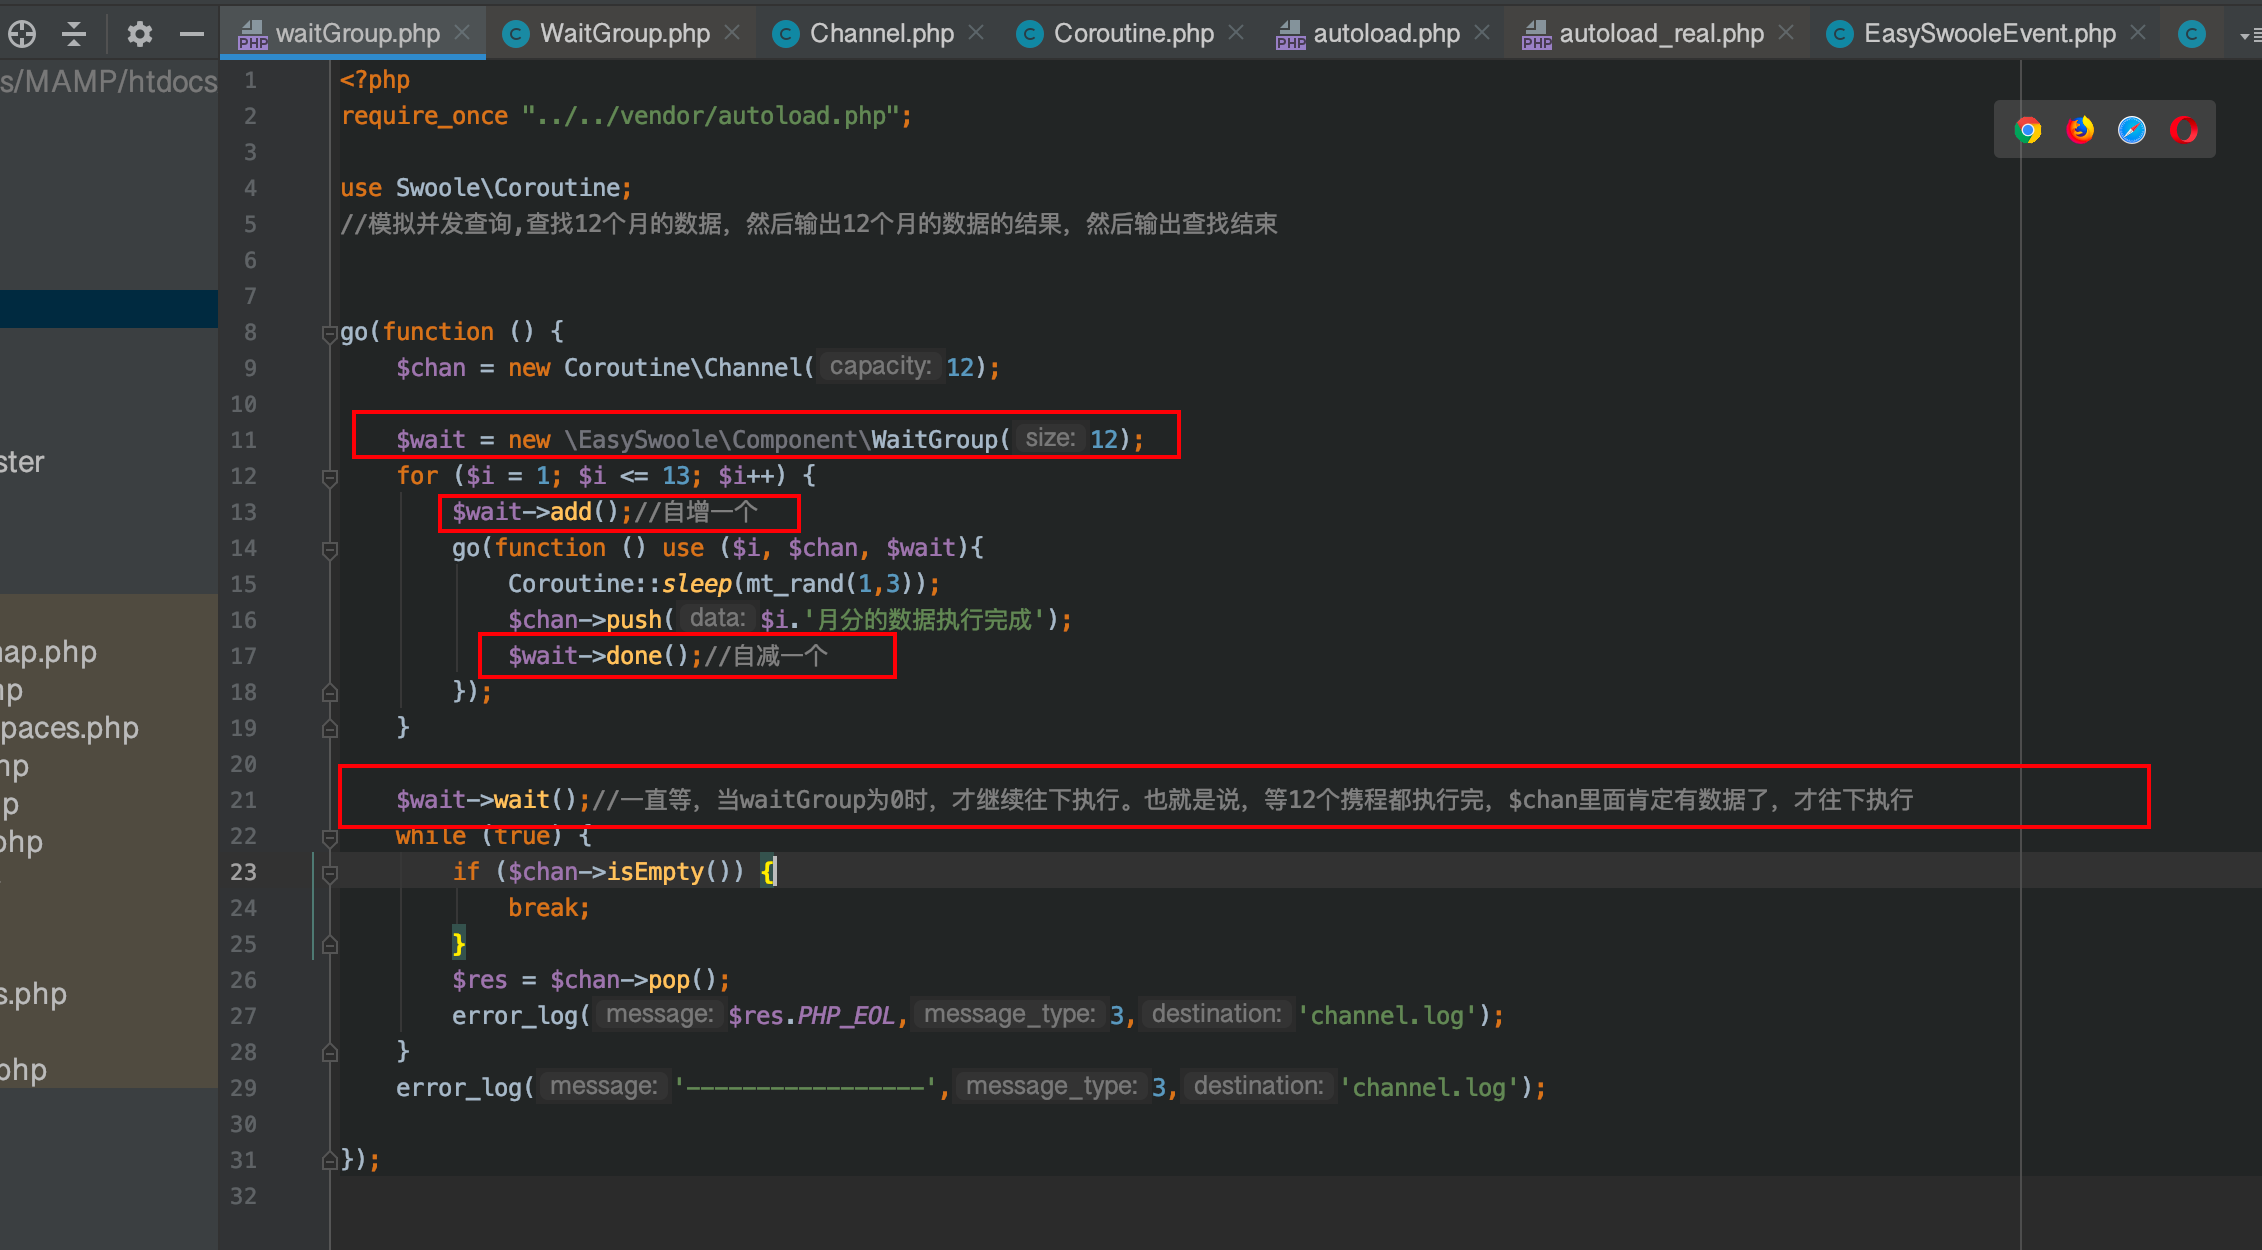 waitGroup.php WaitGroup.php Channel.php Coroutine.php autoload.php autoload_real.php EasySwooleEvent.php
s/MAMP/htdocs
ster
ap.php
paces.php
s.php
1 <?php
2 require_once "../../vendor/autoload.php";
3
4 use Swoole\Coroutine;
5 //模拟并发查询,查找12个月的数据，然后输出12个月的数据的结果，然后输出查找结束
6
7
8 go(function () {
9 $chan = new Coroutine\Channel( capacity: 12);
10
11 $wait = new \EasySwoole\Component\WaitGroup( size: 12);
12 for ($i = 1; $i <= 13; $i++) {
13 $wait->add();//自增一个
14 go(function () use ($i, $chan, $wait){
15 Coroutine::sleep(mt_rand(1,3));
16 $chan->push( data: $i.'月分的数据执行完成');
17 $wait->done();//自减一个
18 });
19 }
20
21 $wait->wait();//一直等，当waitGroup为0时，才继续往下执行。也就是说，等12个携程都执行完，$chan里面肯定有数据了，才往下执行
22 while (true) {
23 if ($chan->isEmpty()) {
24 break;
25 }
26 $res = $chan->pop();
27 error_log( message: $res.PHP_EOL, message_type: 3, destination: 'channel.log');
28 }
29 error_log( message: '-----------------', message_type: 3, destination: 'channel.log');
30
31 });
32